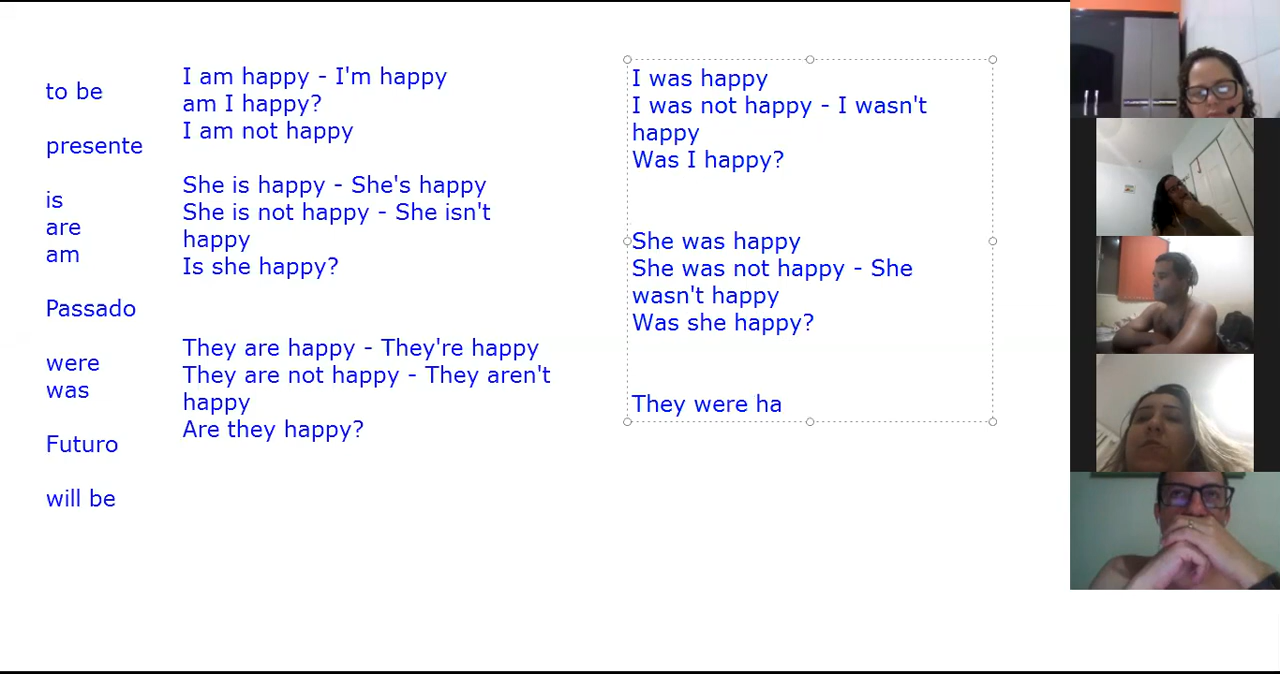 to be
presente
is
are
am
Passado
were
was
Futuro
will be
I am happy - I'm happy
am I happy?
I am not happy
She is happy - She's happy
She is not happy - She isn't
happy
Is she happy?
They are happy - They're happy
They are not happy - They aren't
happy
Are they happy?
I was happy
I was not happy - I wasn't
happy
Was I happy?
She was happy
She was not happy - She
wasn't happy
Was she happy?
They were ha